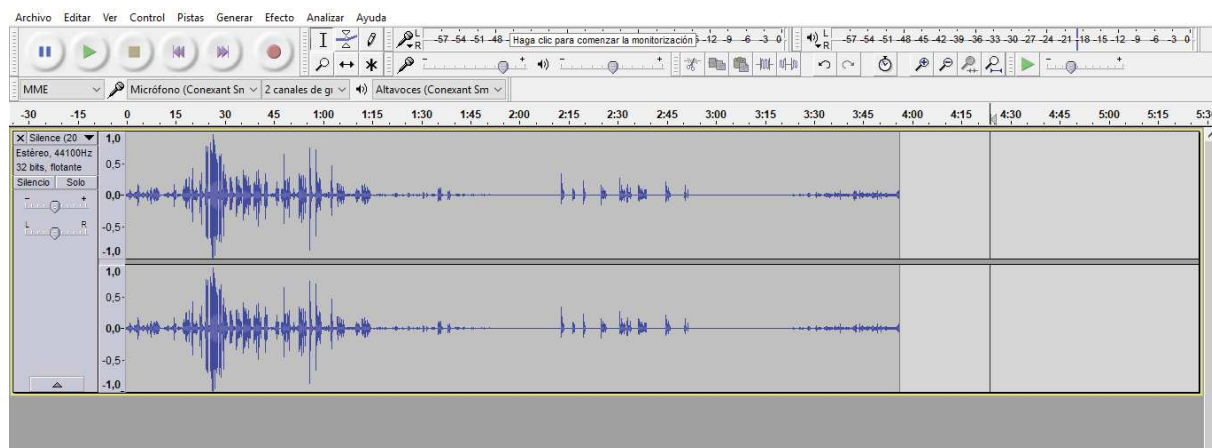 Archivo Editar Ver Control Pistas Generar Efecto Analizar Ayuda
L R -57 -54 -51 -48 - Haga clic para comenzar la monitorización -12 -9 -6 -3 0 L R -57 -54 -51 -48 -45 -42 -39 -36 -33 -30 -27 -24 -21 -18 -15 -12 -9 -6 -3 0
- + - + - +
MME Micrófono (Conexant Sn 2 canales de gr Altavoces (Conexant Sm
-30 -15 0 15 30 45 1:00 1:15 1:30 1:45 2:00 2:15 2:30 2:45 3:00 3:15 3:30 3:45 4:00 4:15 4:30 4:45 5:00 5:15 5:3
X Silence (20 1,0
Estéreo, 44100Hz
32 bits, flotante 0,5
Silencio Solo
- + 0,0
L R -0,5
-1,0
1,0
0,5
0,0
-0,5
-1,0